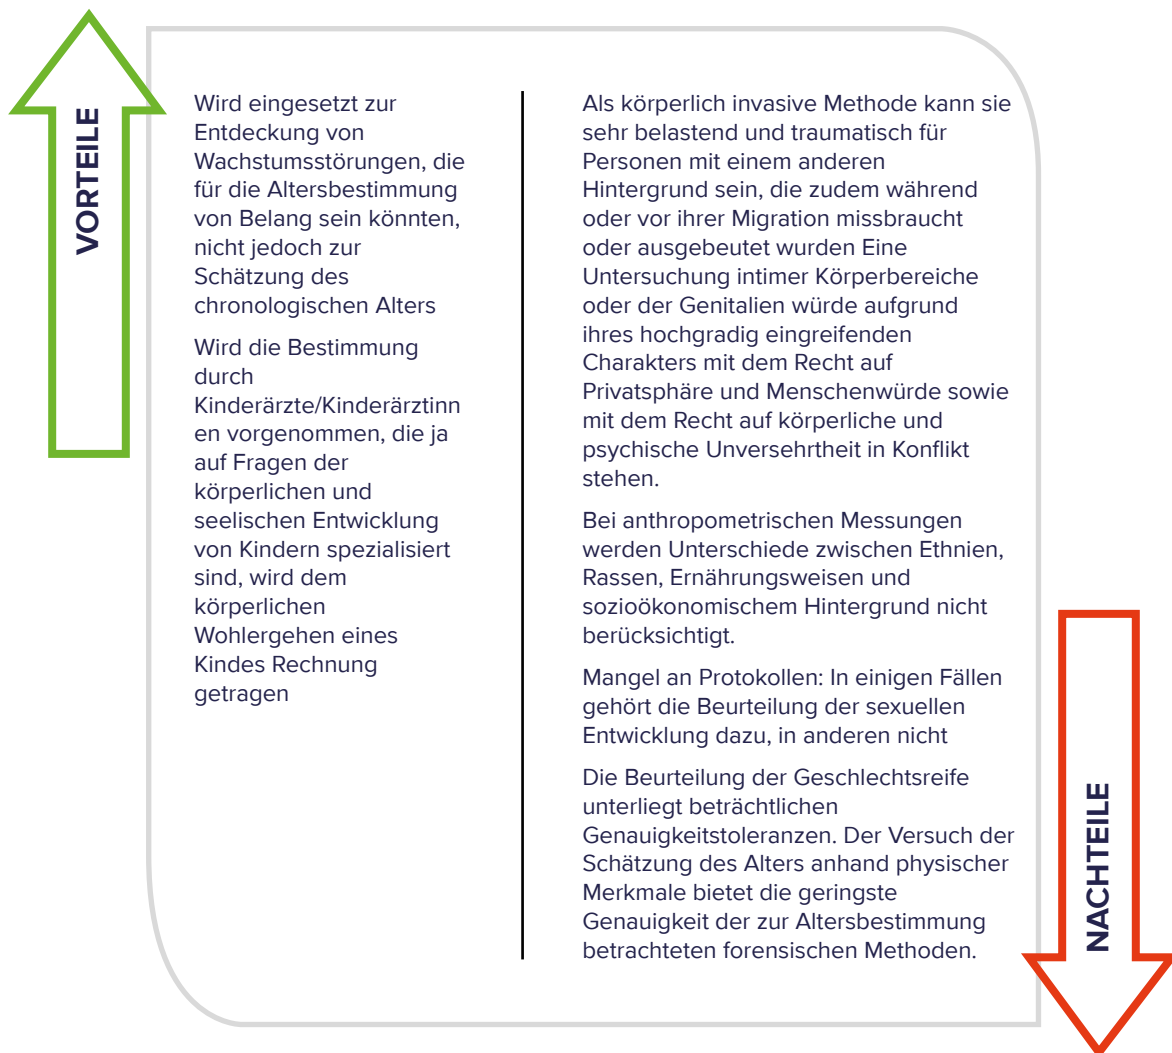 VORTEILE
Wird eingesetzt zur
Entdeckung von
Wachstumsstörungen, die
für die Altersbestimmung
von Belang sein könnten,
nicht jedoch zur
Schätzung des
chronologischen Alters
Wird die Bestimmung
durch
Kinderärzte/Kinderärztinn
en vorgenommen, die ja
auf Fragen der
körperlichen und
seelischen Entwicklung
von Kindern spezialisiert
sind, wird dem
körperlichen
Wohlergehen eines
Kindes Rechnung
getragen
Als körperlich invasive Methode kann sie
sehr belastend und traumatisch für
Personen mit einem anderen
Hintergrund sein, die zudem während
oder vor ihrer Migration missbraucht
oder ausgebeutet wurden Eine
Untersuchung intimer Körperbereiche
oder der Genitalien würde aufgrund
ihres hochgradig eingreifenden
Charakters mit dem Recht auf
Privatsphäre und Menschenwürde sowie
mit dem Recht auf körperliche und
psychische Unversehrtheit in Konflikt
stehen.
Bei anthropometrischen Messungen
werden Unterschiede zwischen Ethnien,
Rassen, Ernährungsweisen und
sozioökonomischem Hintergrund nicht
berücksichtigt.
Mangel an Protokollen: In einigen Fällen
gehört die Beurteilung der sexuellen
Entwicklung dazu, in anderen nicht
Die Beurteilung der Geschlechtsreife
unterliegt beträchtlichen
Genauigkeitstoleranzen. Der Versuch der
Schätzung des Alters anhand physischer
Merkmale bietet die geringste
Genauigkeit der zur Altersbestimmung
betrachteten forensischen Methoden.
NACHTEILE